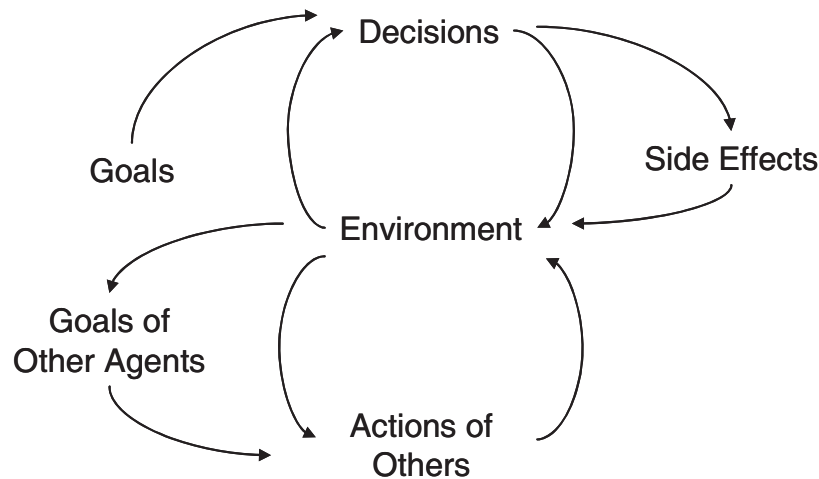 Decisions
Side Effects
Goals
Environment
Goals of
Other Agents
Actions of
Others